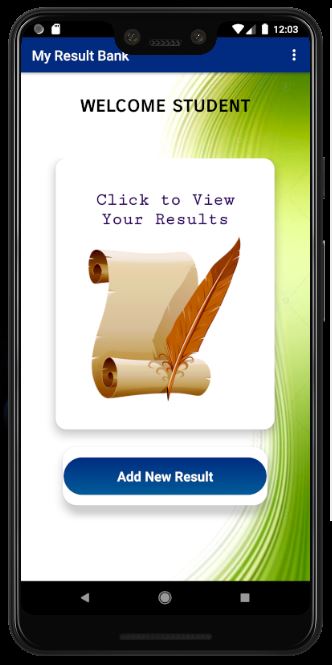 12:03
My Result Bank
WELCOME STUDENT
Click to View
Your Results
Add New Result